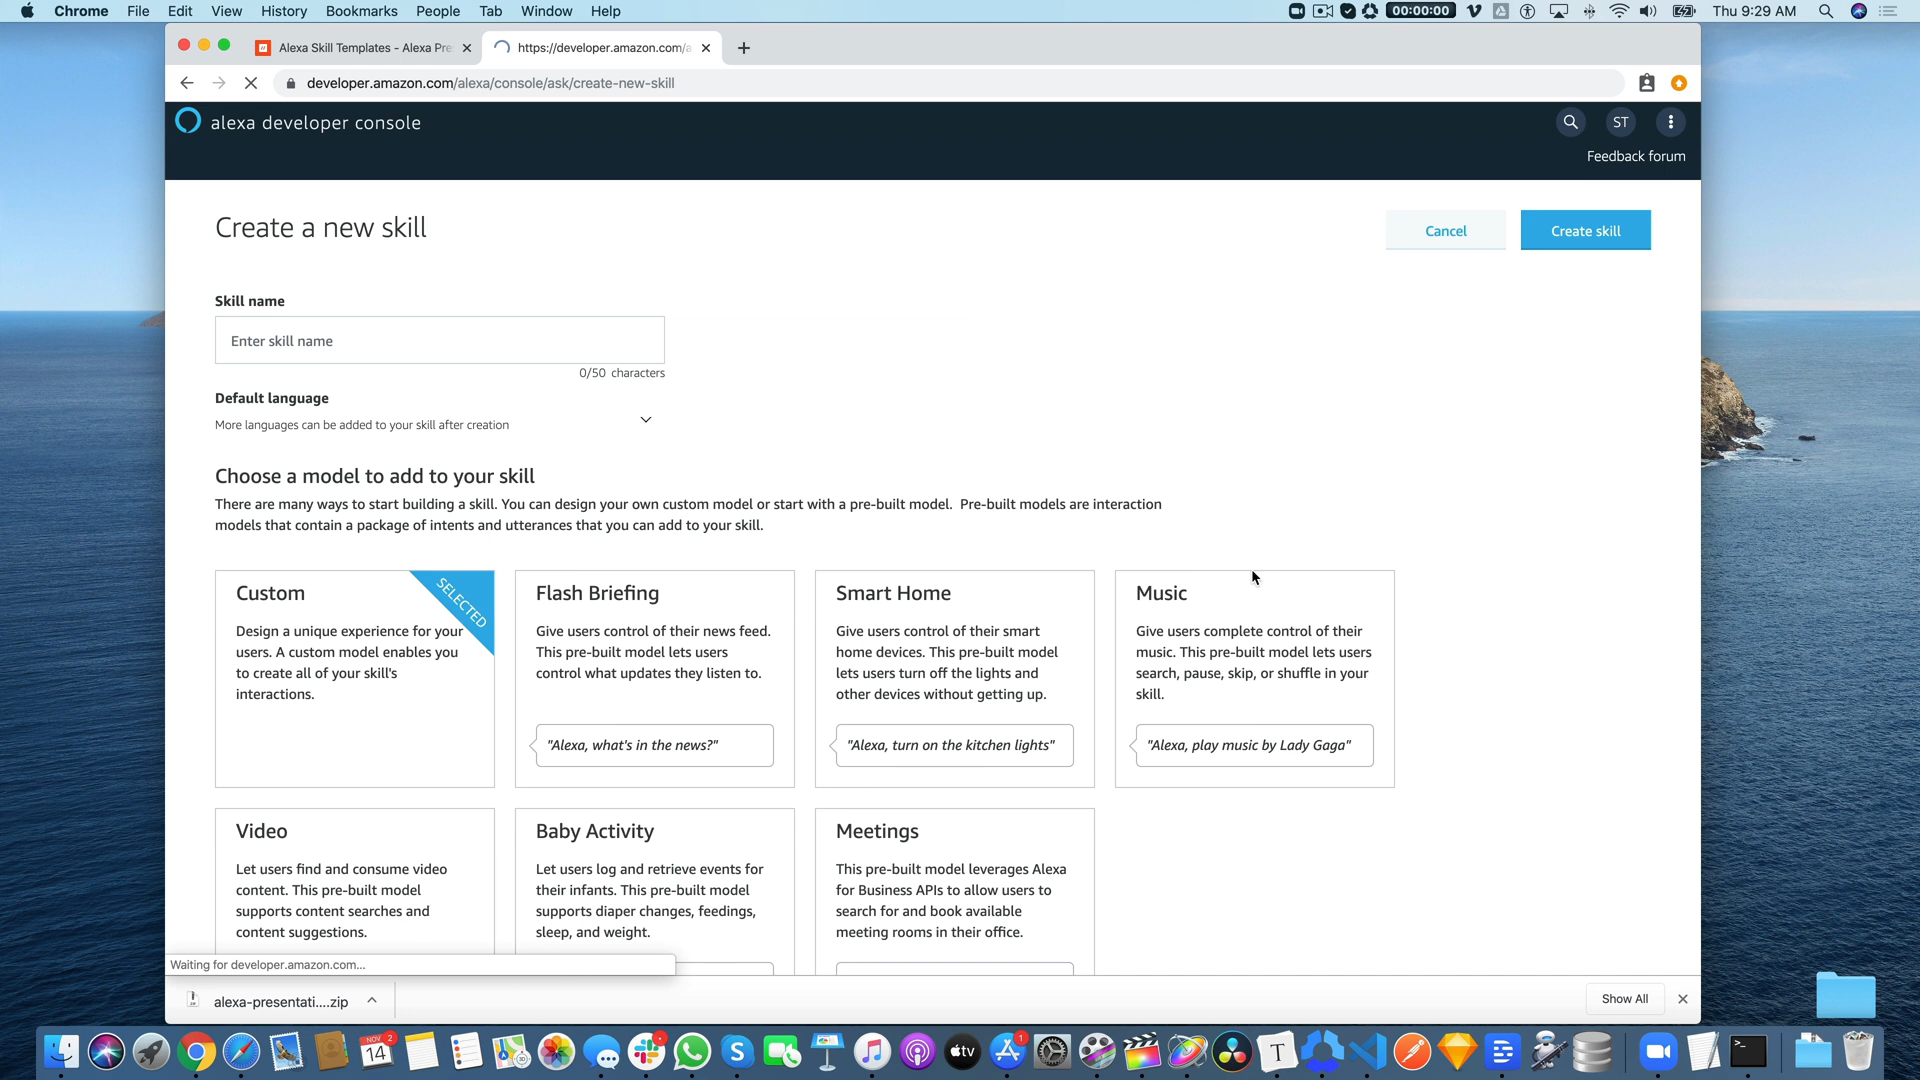 Chrome File Edit View History Bookmarks People Tab Window Help 00:00:00 Thu 9:29 AM
Alexa Skill Templates - Alexa Pre
https://developer.amazon.com/a
developer.amazon.com/alexa/console/ask/create-new-skill
alexa developer console
ST
Feedback forum
Create a new skill
Cancel
Create skill
Skill name
Enter skill name
0/50 characters
Default language
More languages can be added to your skill after creation
Choose a model to add to your skill
There are many ways to start building a skill. You can design your own custom model or start with a pre-built model. Pre-built models are interaction
models that contain a package of intents and utterances that you can add to your skill.
Custom
SELECTED
Design a unique experience for your
users. A custom model enables you
to create all of your skill's
interactions.
Flash Briefing
Give users control of their news feed.
This pre-built model lets users
control what updates they listen to.
"Alexa, what's in the news?"
Smart Home
Give users control of their smart
home devices. This pre-built model
lets users turn off the lights and
other devices without getting up.
"Alexa, turn on the kitchen lights"
Music
Give users complete control of their
music. This pre-built model lets users
search, pause, skip, or shuffle in your
skill.
"Alexa, play music by Lady Gaga"
Video
Let users find and consume video
content. This pre-built model
supports content searches and
content suggestions.
Baby Activity
Let users log and retrieve events for
their infants. This pre-built model
supports diaper changes, feedings,
sleep, and weight.
Meetings
This pre-built model leverages Alexa
for Business APIs to allow users to
search for and book available
meeting rooms in their office.
Waiting for developer.amazon.com...
alexa-presentati....zip
Show All
NOV
14
2
tv
1
T